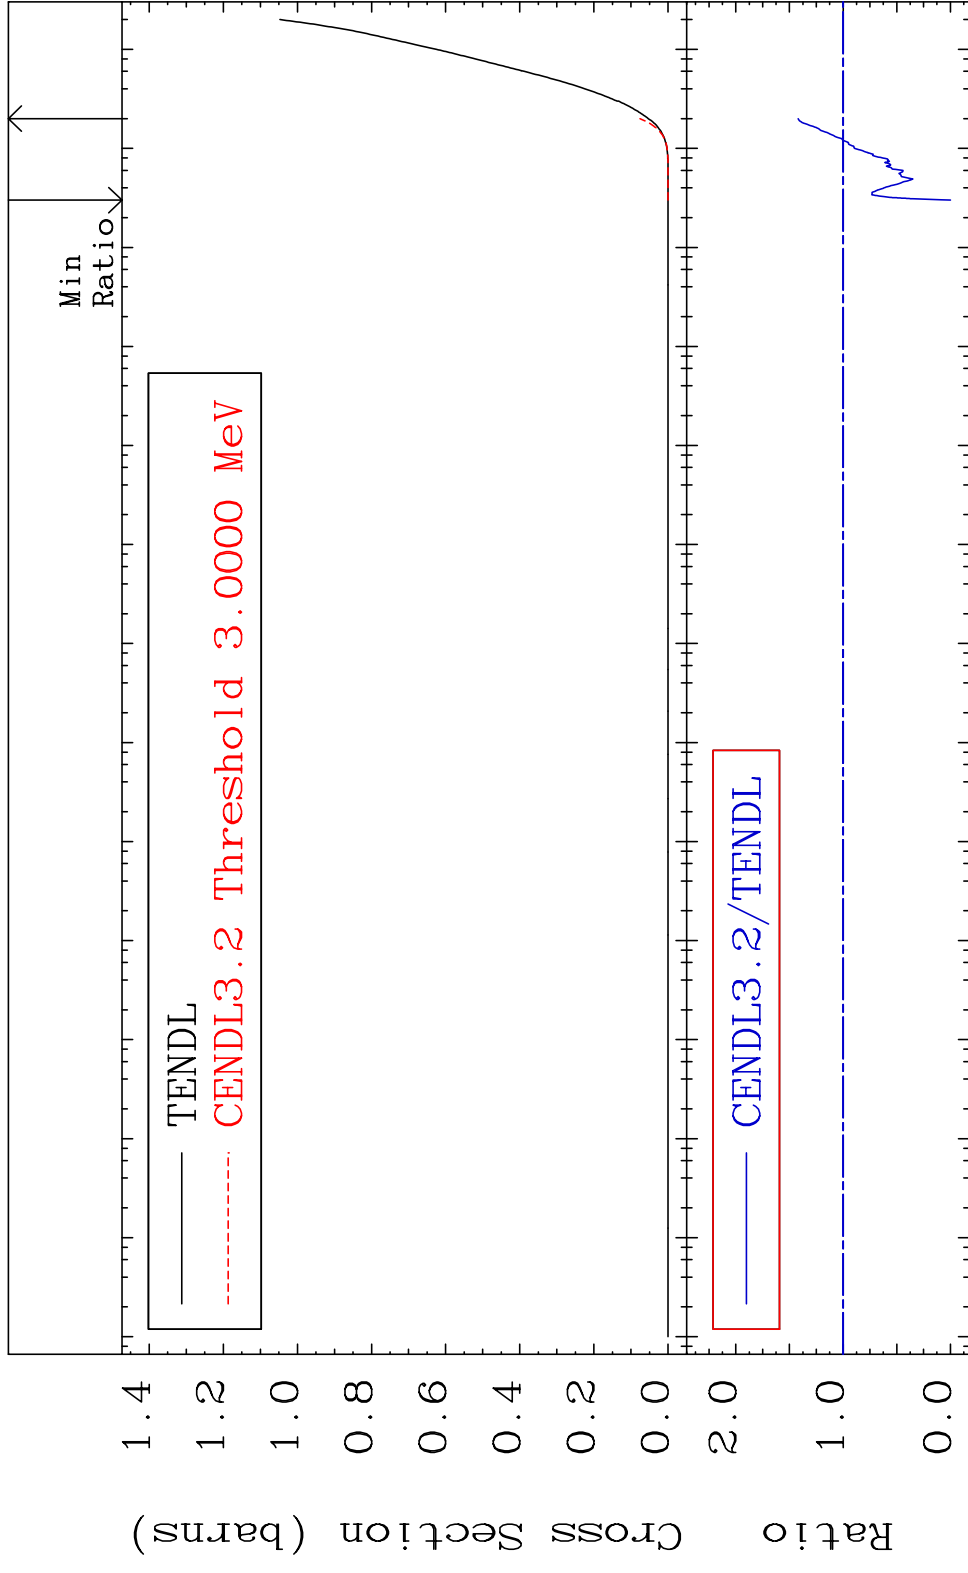 Min
Ratio
TENDL
CENDL3.2 Threshold 3.0000 MeV
1.4
1.2
1.0
0.8
0.6
0.4
0.2
0.0
Cross Section (barns)
CENDL3.2/TENDL
2.0
1.0
0.0
Ratio